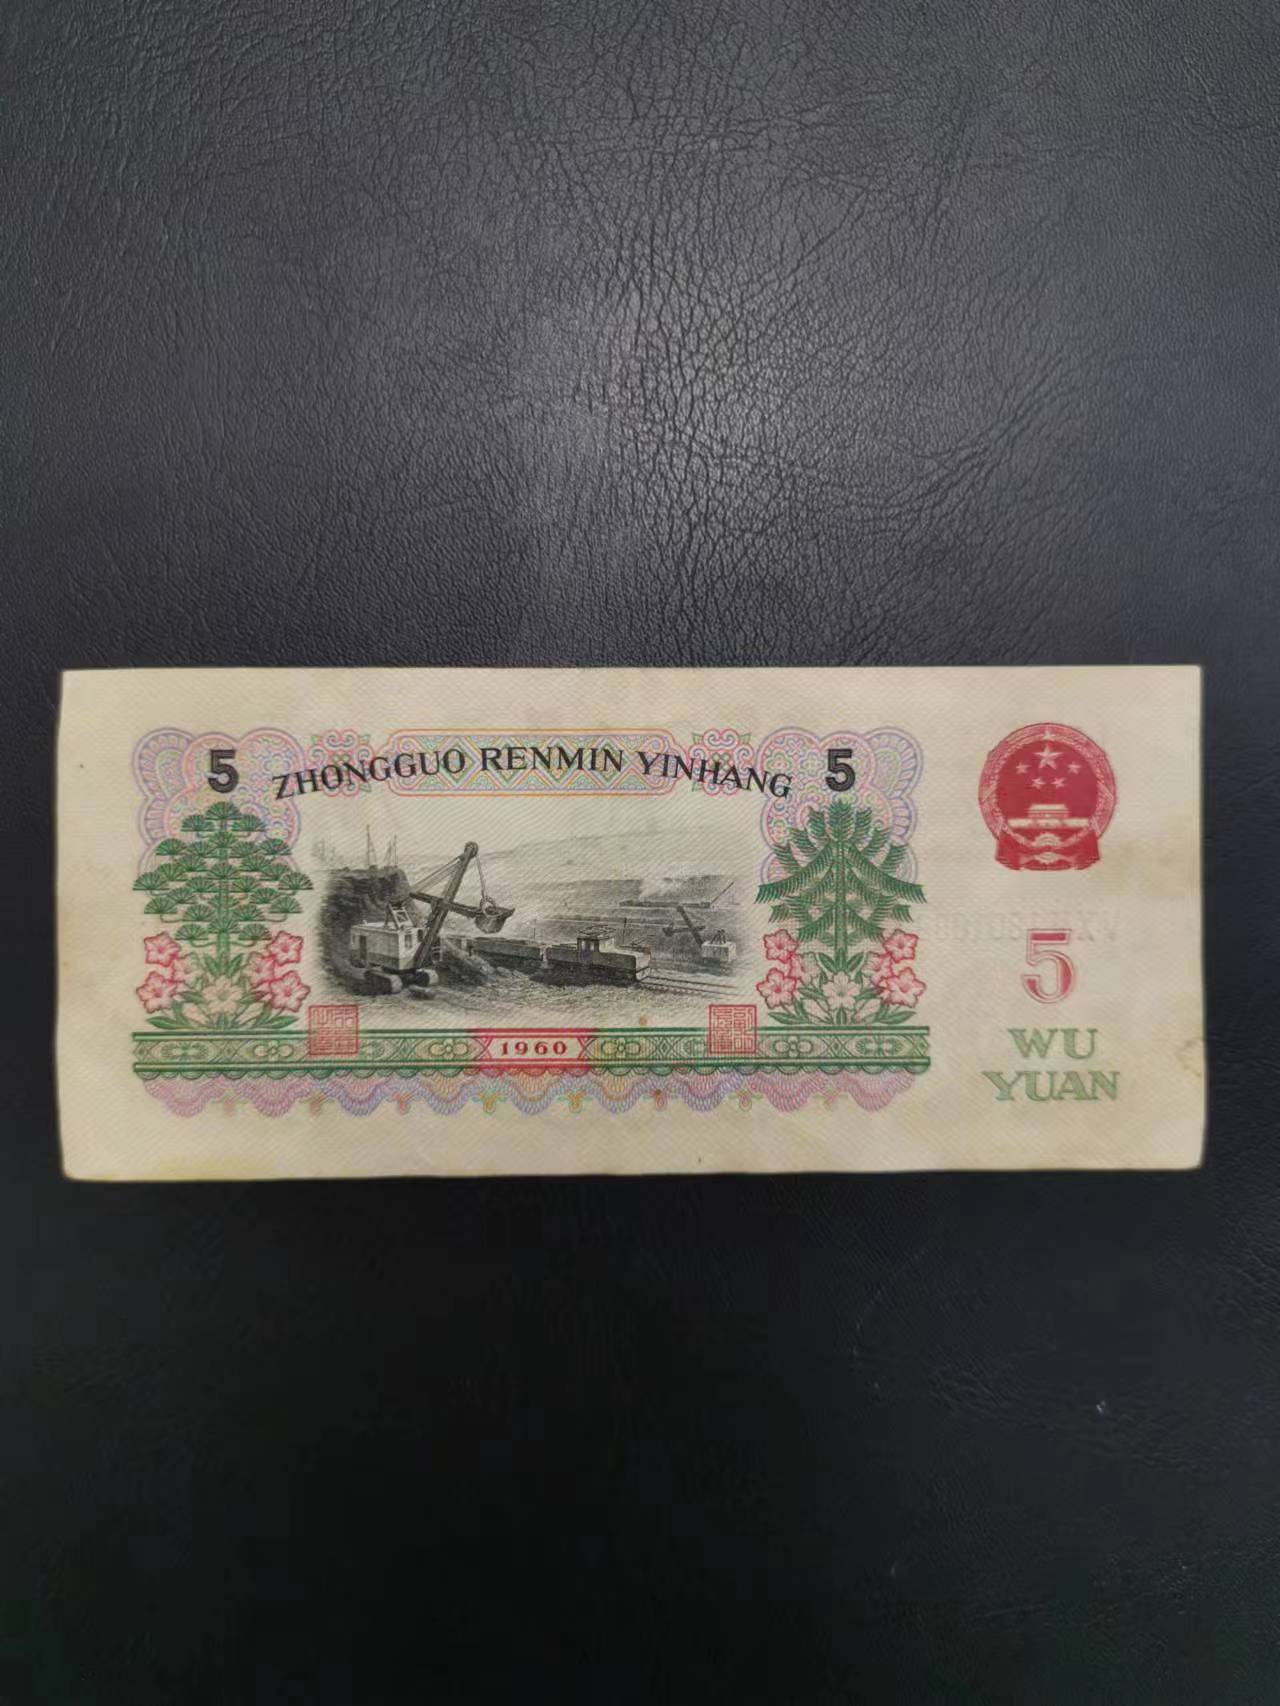 5 ZHONGGUO RENMIN YINHANG 5
1960
5
WU
YUAN